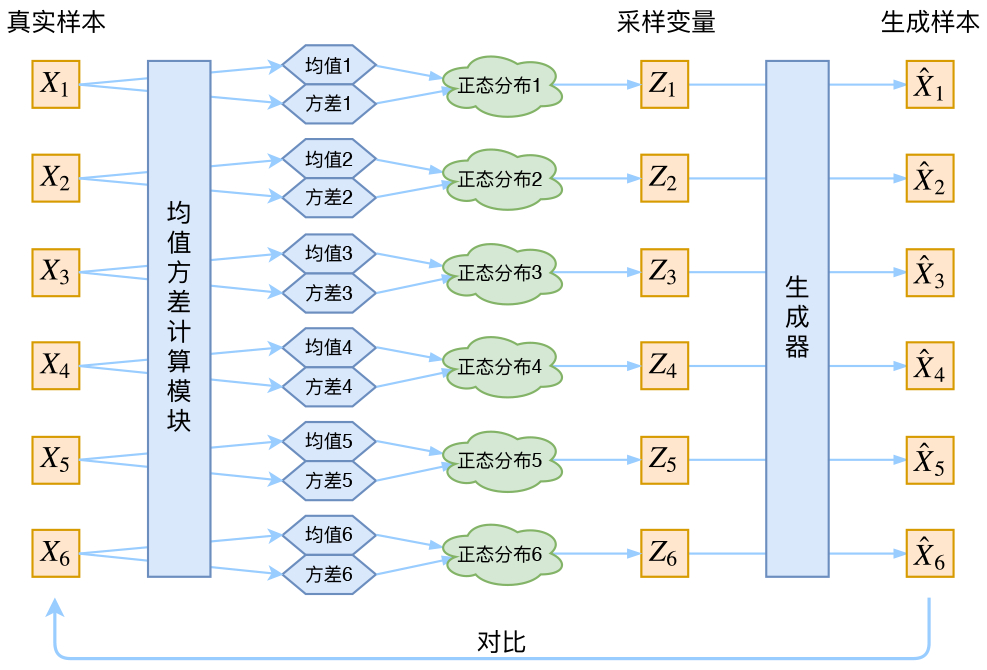 真实样本 采样变量 生成样本
X₁ 均值1 方差1 正态分布1 Z₁ X̂₁
X₂ 均值2 方差2 正态分布2 Z₂ X̂₂
X₃ 均值3 方差3 正态分布3 Z₃ X̂₃
X₄ 均值4 方差4 正态分布4 Z₄ X̂₄
X₅ 均值5 方差5 正态分布5 Z₅ X̂₅
X₆ 均值6 方差6 正态分布6 Z₆ X̂₆
均值方差计算模块
生成器
对比